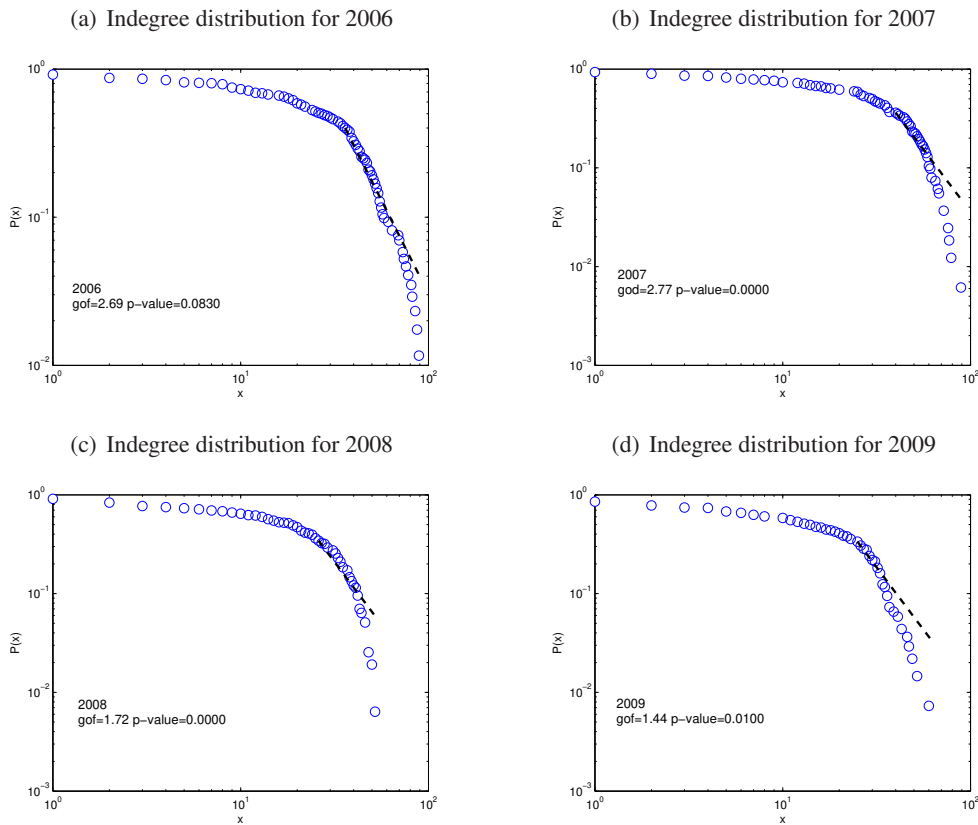 (a) Indegree distribution for 2006
10^0
10^-1
10^-2
P(x)
2006
gof=2.69 p-value=0.0830
10^0
10^1
10^2
x
(b) Indegree distribution for 2007
10^0
10^-1
10^-2
10^-3
P(x)
2007
god=2.77 p-value=0.0000
10^0
10^1
10^2
x
(c) Indegree distribution for 2008
10^0
10^-1
10^-2
10^-3
P(x)
2008
gof=1.72 p-value=0.0000
10^0
10^1
10^2
x
(d) Indegree distribution for 2009
10^0
10^-1
10^-2
10^-3
P(x)
2009
gof=1.44 p-value=0.0100
10^0
10^1
10^2
x